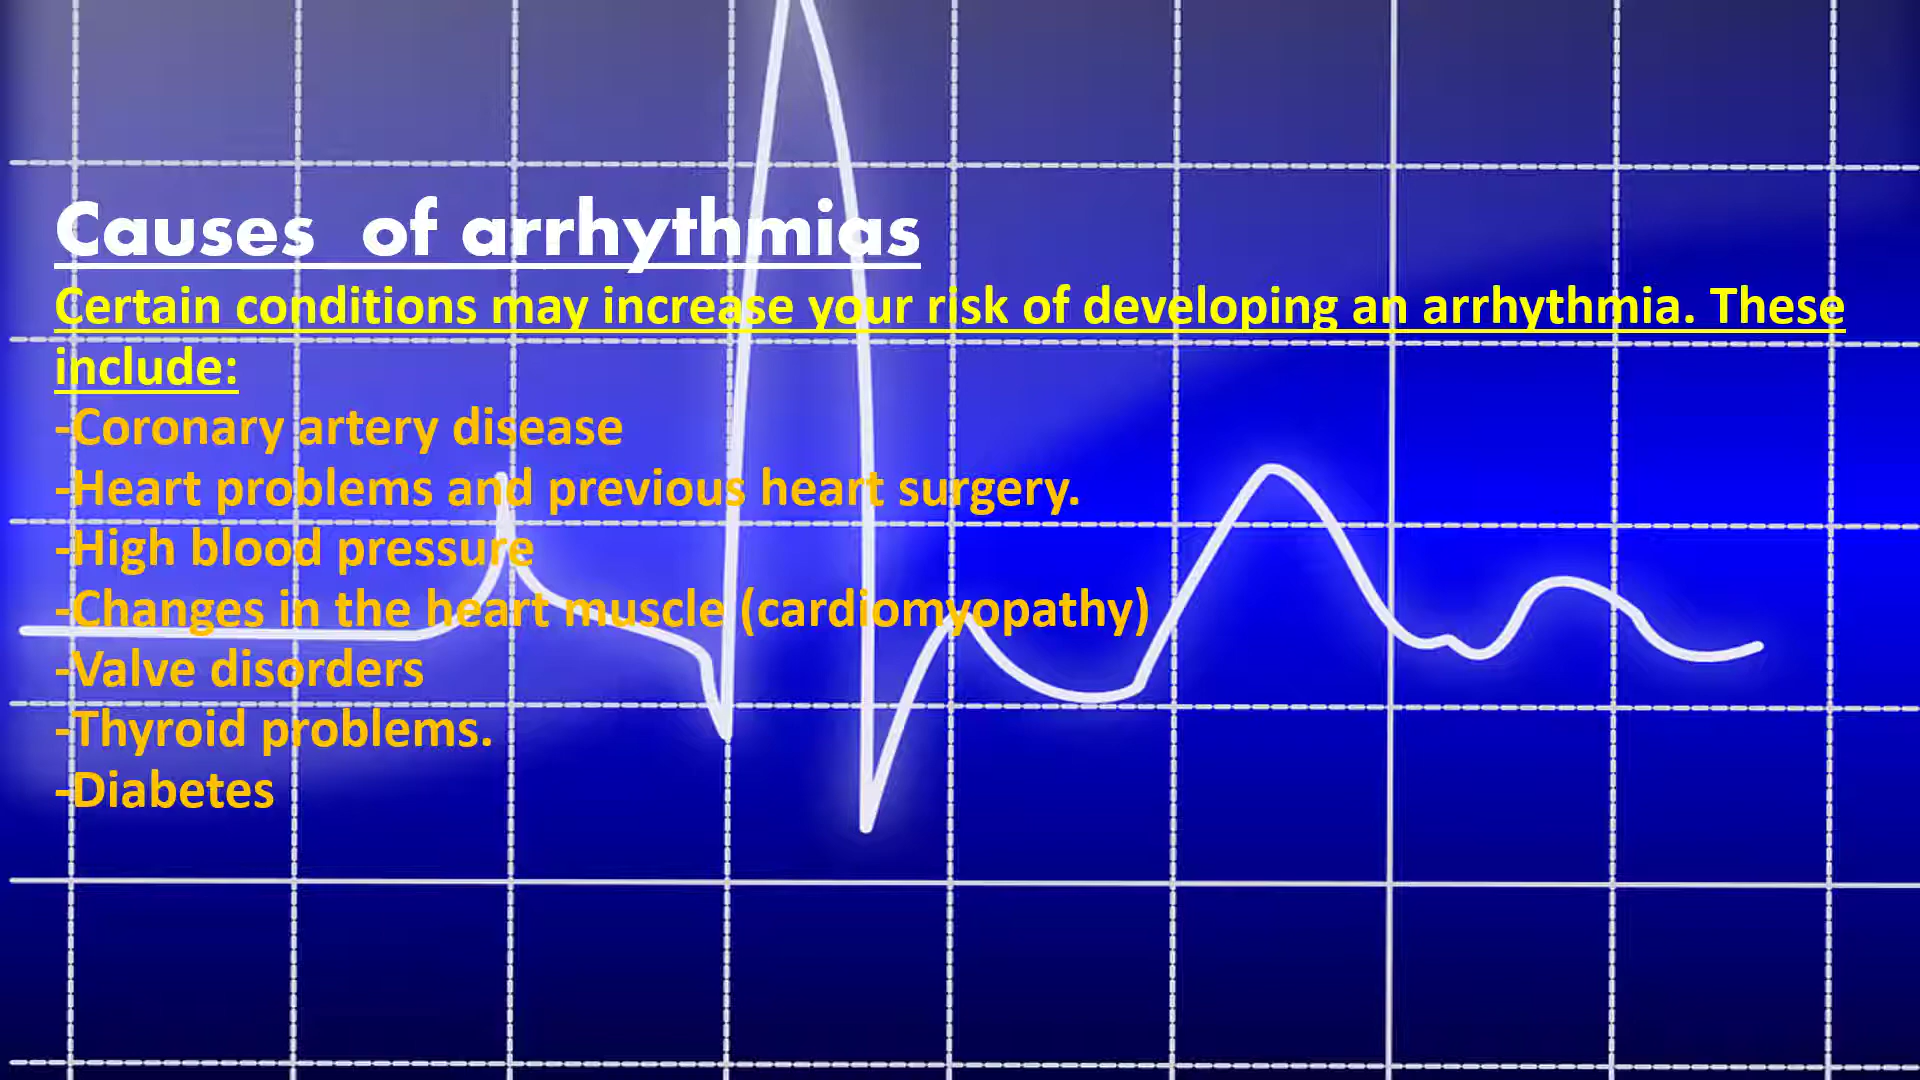 Causes  of arrhythmias
Certain conditions may increase your risk of developing an arrhythmia. These
include:
-Coronary artery disease
-Heart problems and previous heart surgery.
-High blood pressure
-Changes in the heart muscle (cardiomyopathy)
-Valve disorders
-Thyroid problems.
-Diabetes